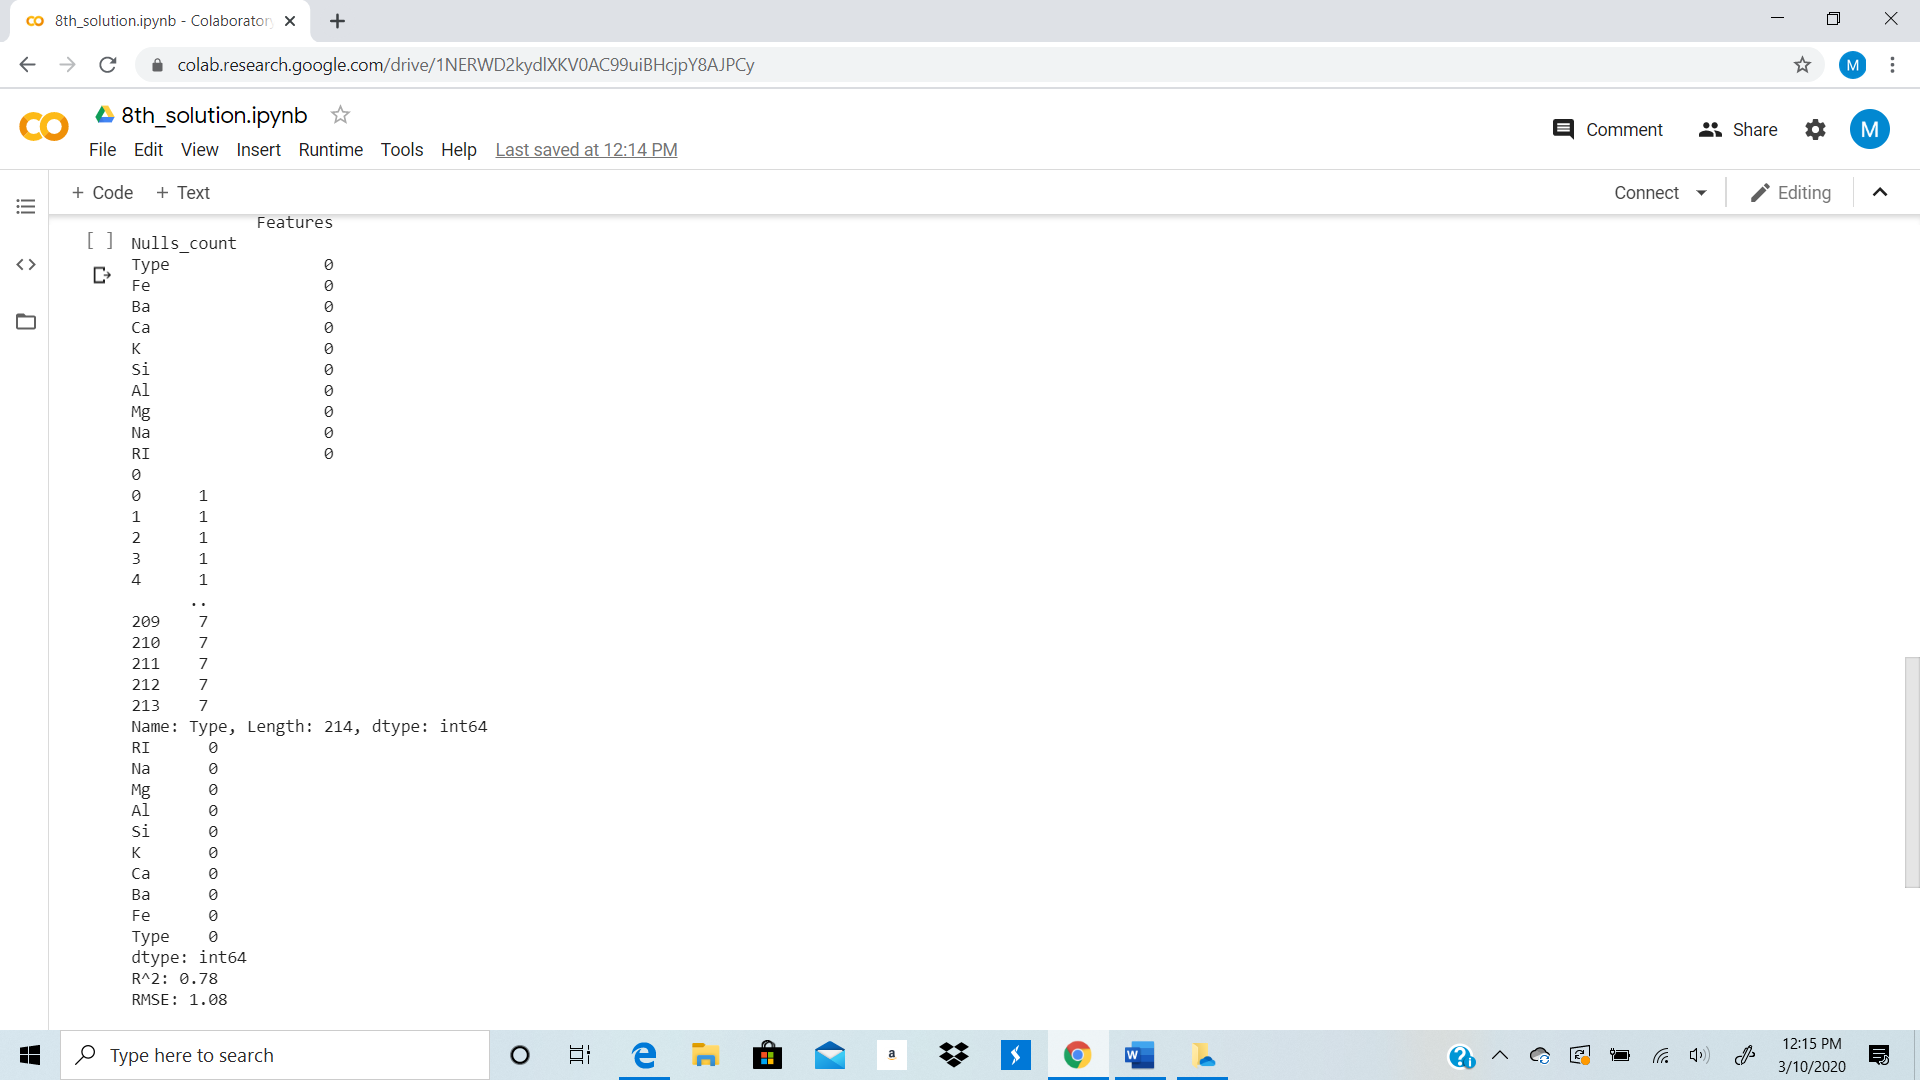 8th_solution.ipynb - Colaborator
colab.research.google.com/drive/1NERWD2kydlXKV0AC99uiBHcjpY8AJPCy
M
8th_solution.ipynb
Comment
Share
M
File Edit View Insert Runtime Tools Help Last saved at 12:14 PM
+ Code + Text
Connect
Editing
Features
[ ] Nulls_count
Type 0
Fe 0
Ba 0
Ca 0
K 0
Si 0
Al 0
Mg 0
Na 0
RI 0
0
0 1
1 1
2 1
3 1
4 1
..
209 7
210 7
211 7
212 7
213 7
Name: Type, Length: 214, dtype: int64
RI 0
Na 0
Mg 0
Al 0
Si 0
K 0
Ca 0
Ba 0
Fe 0
Type 0
dtype: int64
R^2: 0.78
RMSE: 1.08
Type here to search
a
W
12:15 PM
3/10/2020